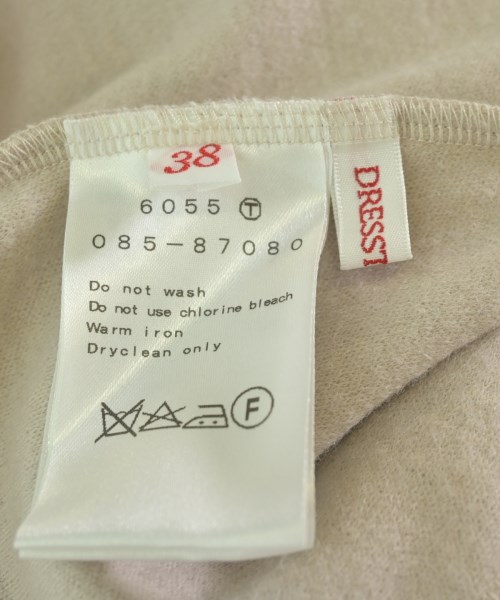 38
6055 Ⓣ
085-87080
Do not wash
Do not use chlorine bleach
Warm iron
Dryclean only
F
DRESST